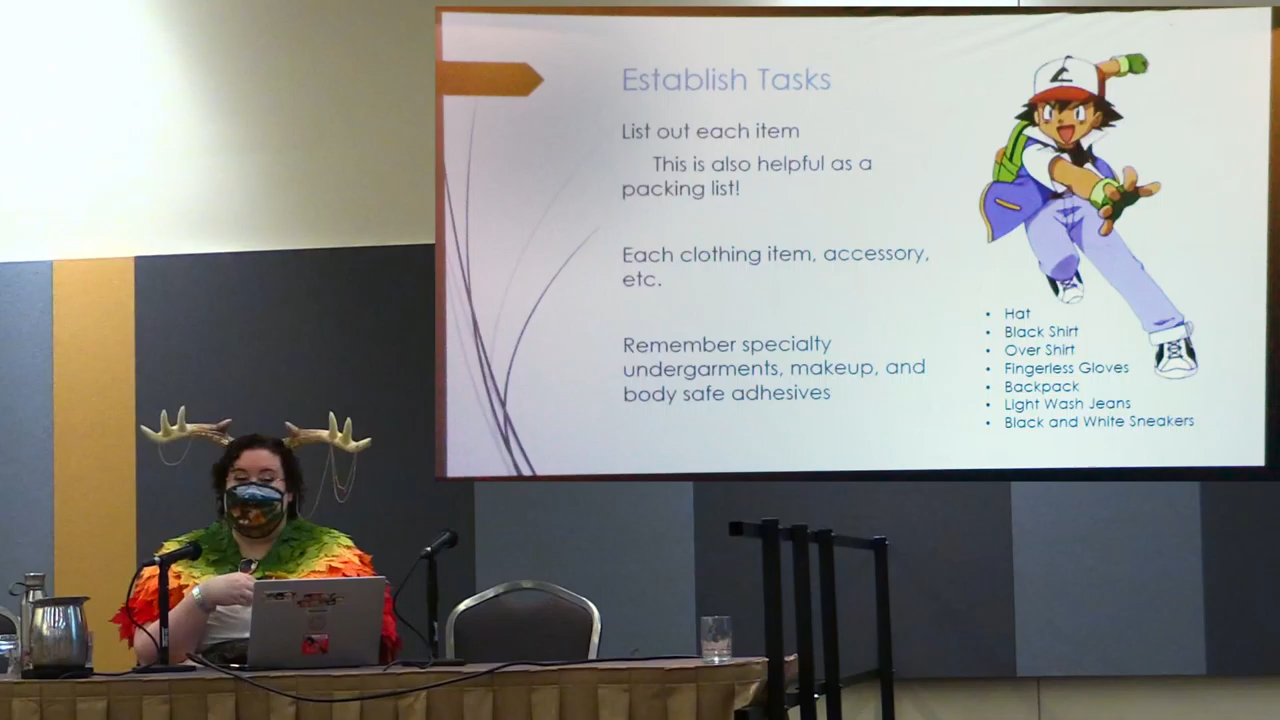 Establish Tasks
List out each item
This is also helpful as a
packing list!
Each clothing item, accessory,
etc.
Remember specialty
undergarments, makeup, and
body safe adhesives
• Hat
• Black Shirt
• Over Shirt
• Fingerless Gloves
• Backpack
• Light Wash Jeans
• Black and White Sneakers